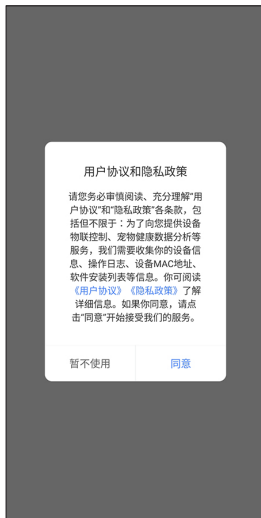 用户协议和隐私政策
请您务必审慎阅读、充分理解“用
户协议”和“隐私政策”各条款，包
括但不限于：为了向您提供设备
物联控制、宠物健康数据分析等
服务，我们需要收集你的设备信
息、操作日志、设备MAC地址、
软件安装列表等信息。你可阅读
《用户协议》《隐私政策》了解
详细信息。如果你同意，请点
击“同意”开始接受我们的服务。
暂不使用 同意